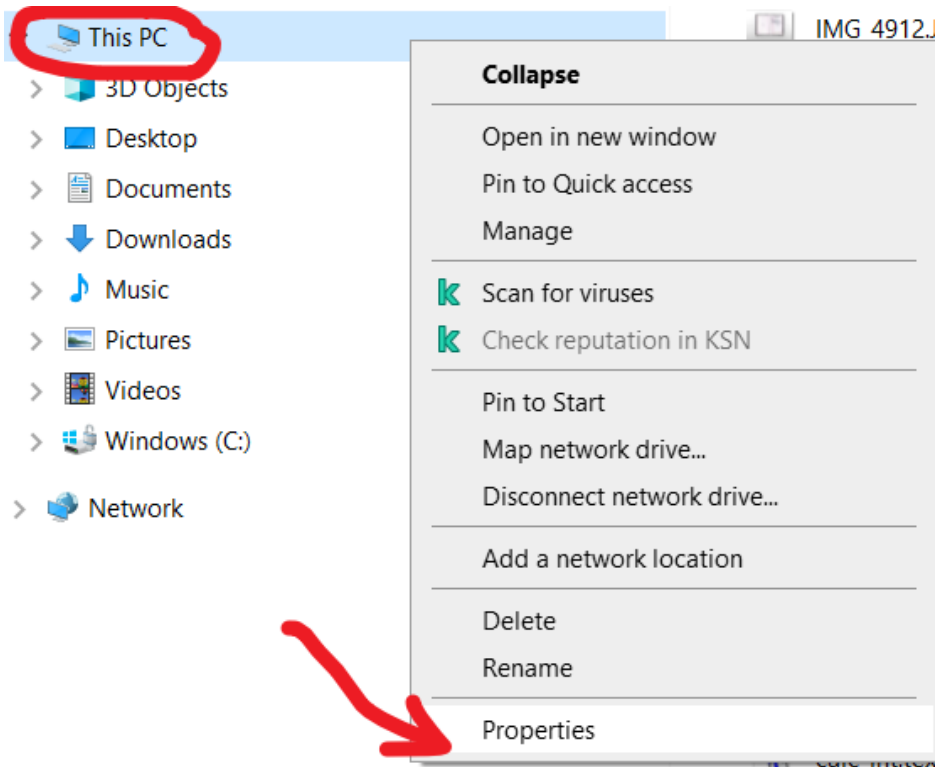 This PC
3D Objects
Desktop
Documents
Downloads
Music
Pictures
Videos
Windows (C:)
Network
IMG 4912.J
Collapse
Open in new window
Pin to Quick access
Manage
Scan for viruses
Check reputation in KSN
Pin to Start
Map network drive...
Disconnect network drive...
Add a network location
Delete
Rename
Properties